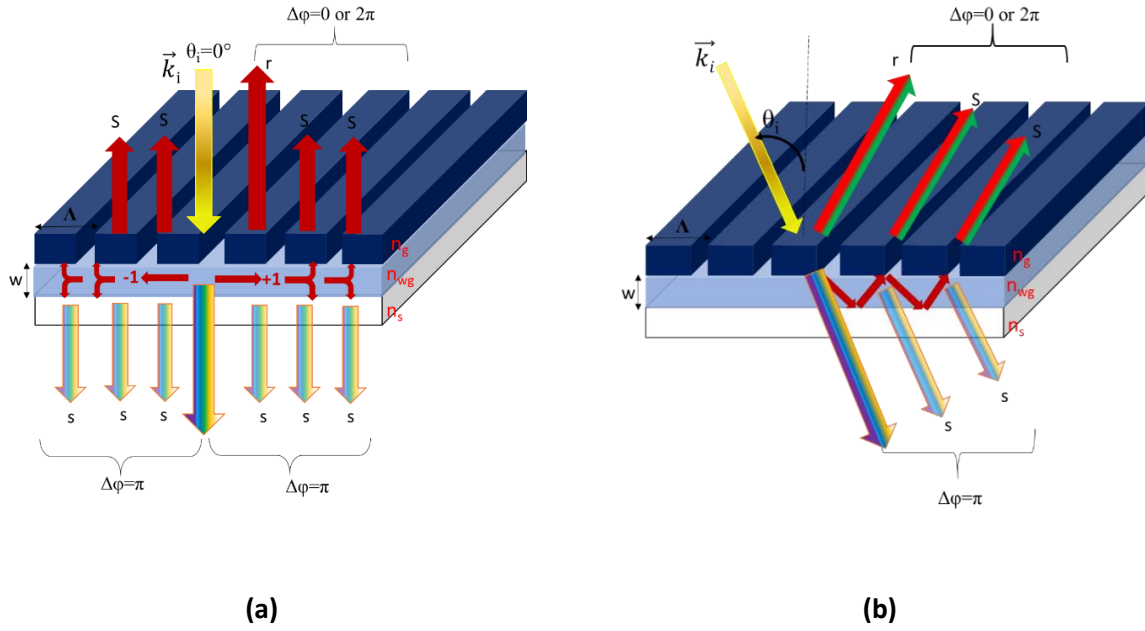 Δφ=0 or 2π
θi=0°
k⃗i
r
S
S
S
S
Λ
ng
w
-1
+1
nwg
ns
s
s
s
s
s
s
Δφ=π
Δφ=π
(a)
Δφ=0 or 2π
k⃗i
r
θi
S
S
Λ
ng
w
nwg
ns
s
s
Δφ=π
(b)